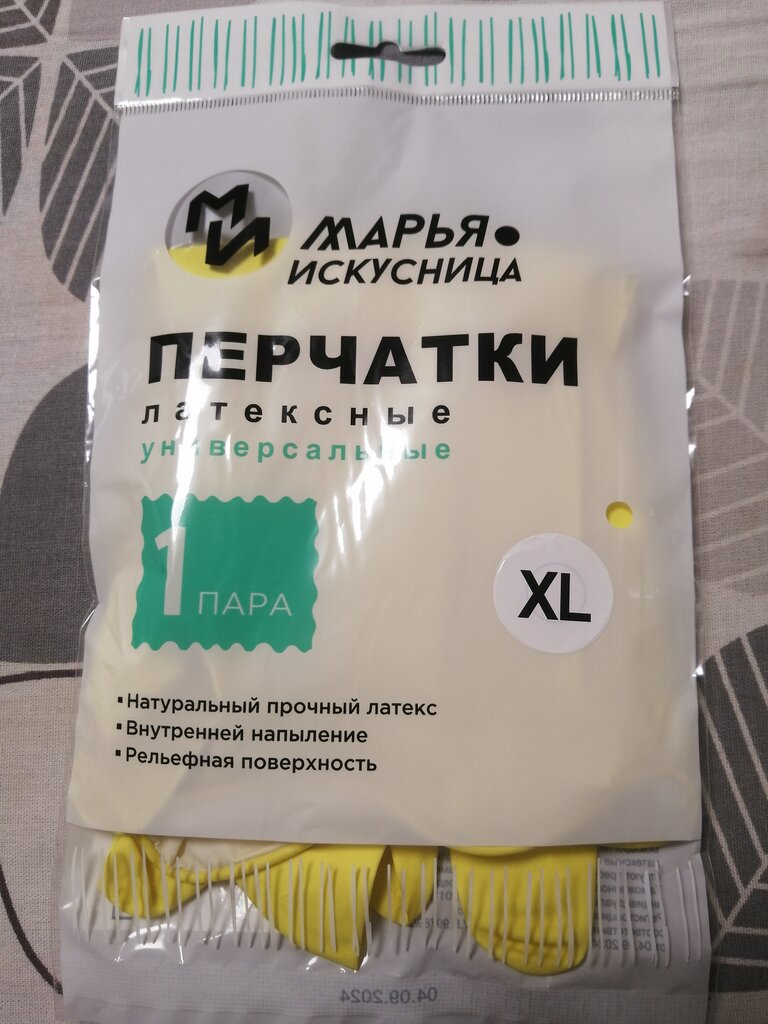 МИ
МАРЬЯ
ИСКУСНИЦА
ПЕРЧАТКИ
латексные
универсальные
1 ПАРА
XL
▪Натуральный прочный латекс
▪Внутренней напыление
▪Рельефная поверхность
04.09.2024